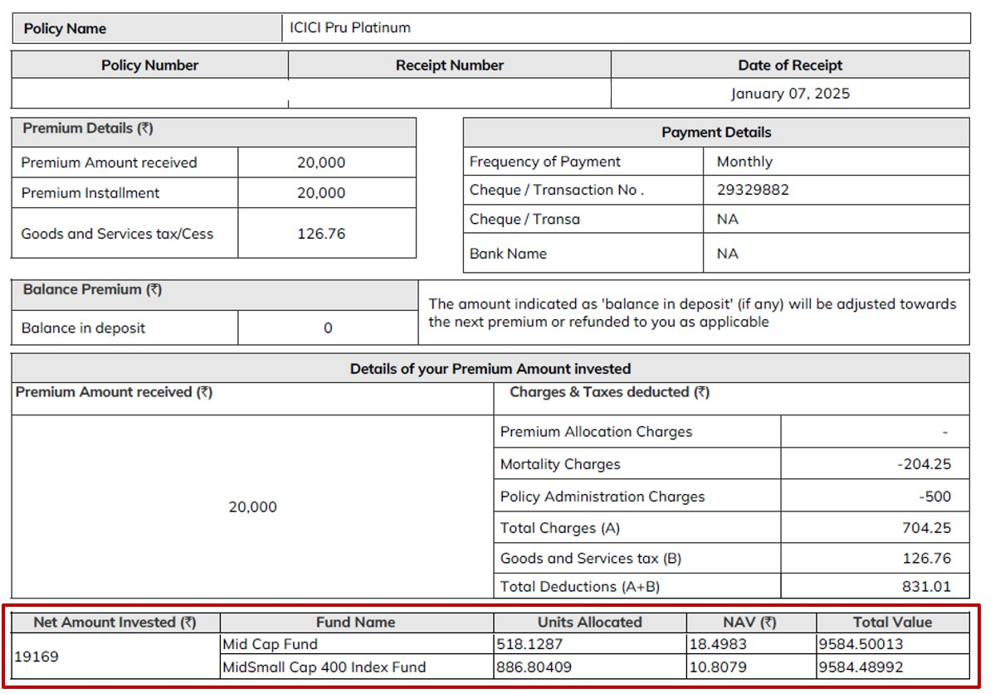 Policy Name ICICI Pru Platinum
Policy Number Receipt Number Date of Receipt
January 07, 2025
Premium Details (₹)
Premium Amount received 20,000
Premium Installment 20,000
Goods and Services tax/Cess 126.76
Payment Details
Frequency of Payment Monthly
Cheque / Transaction No . 29329882
Cheque / Transa NA
Bank Name NA
Balance Premium (₹)
Balance in deposit 0
The amount indicated as 'balance in deposit' (if any) will be adjusted towards
the next premium or refunded to you as applicable
Details of your Premium Amount invested
Premium Amount received (₹) Charges & Taxes deducted (₹)
20,000
Premium Allocation Charges -
Mortality Charges -204.25
Policy Administration Charges -500
Total Charges (A) 704.25
Goods and Services tax (B) 126.76
Total Deductions (A+B) 831.01
Net Amount Invested (₹) Fund Name Units Allocated NAV (₹) Total Value
19169
Mid Cap Fund 518.1287 18.4983 9584.50013
MidSmall Cap 400 Index Fund 886.80409 10.8079 9584.48992